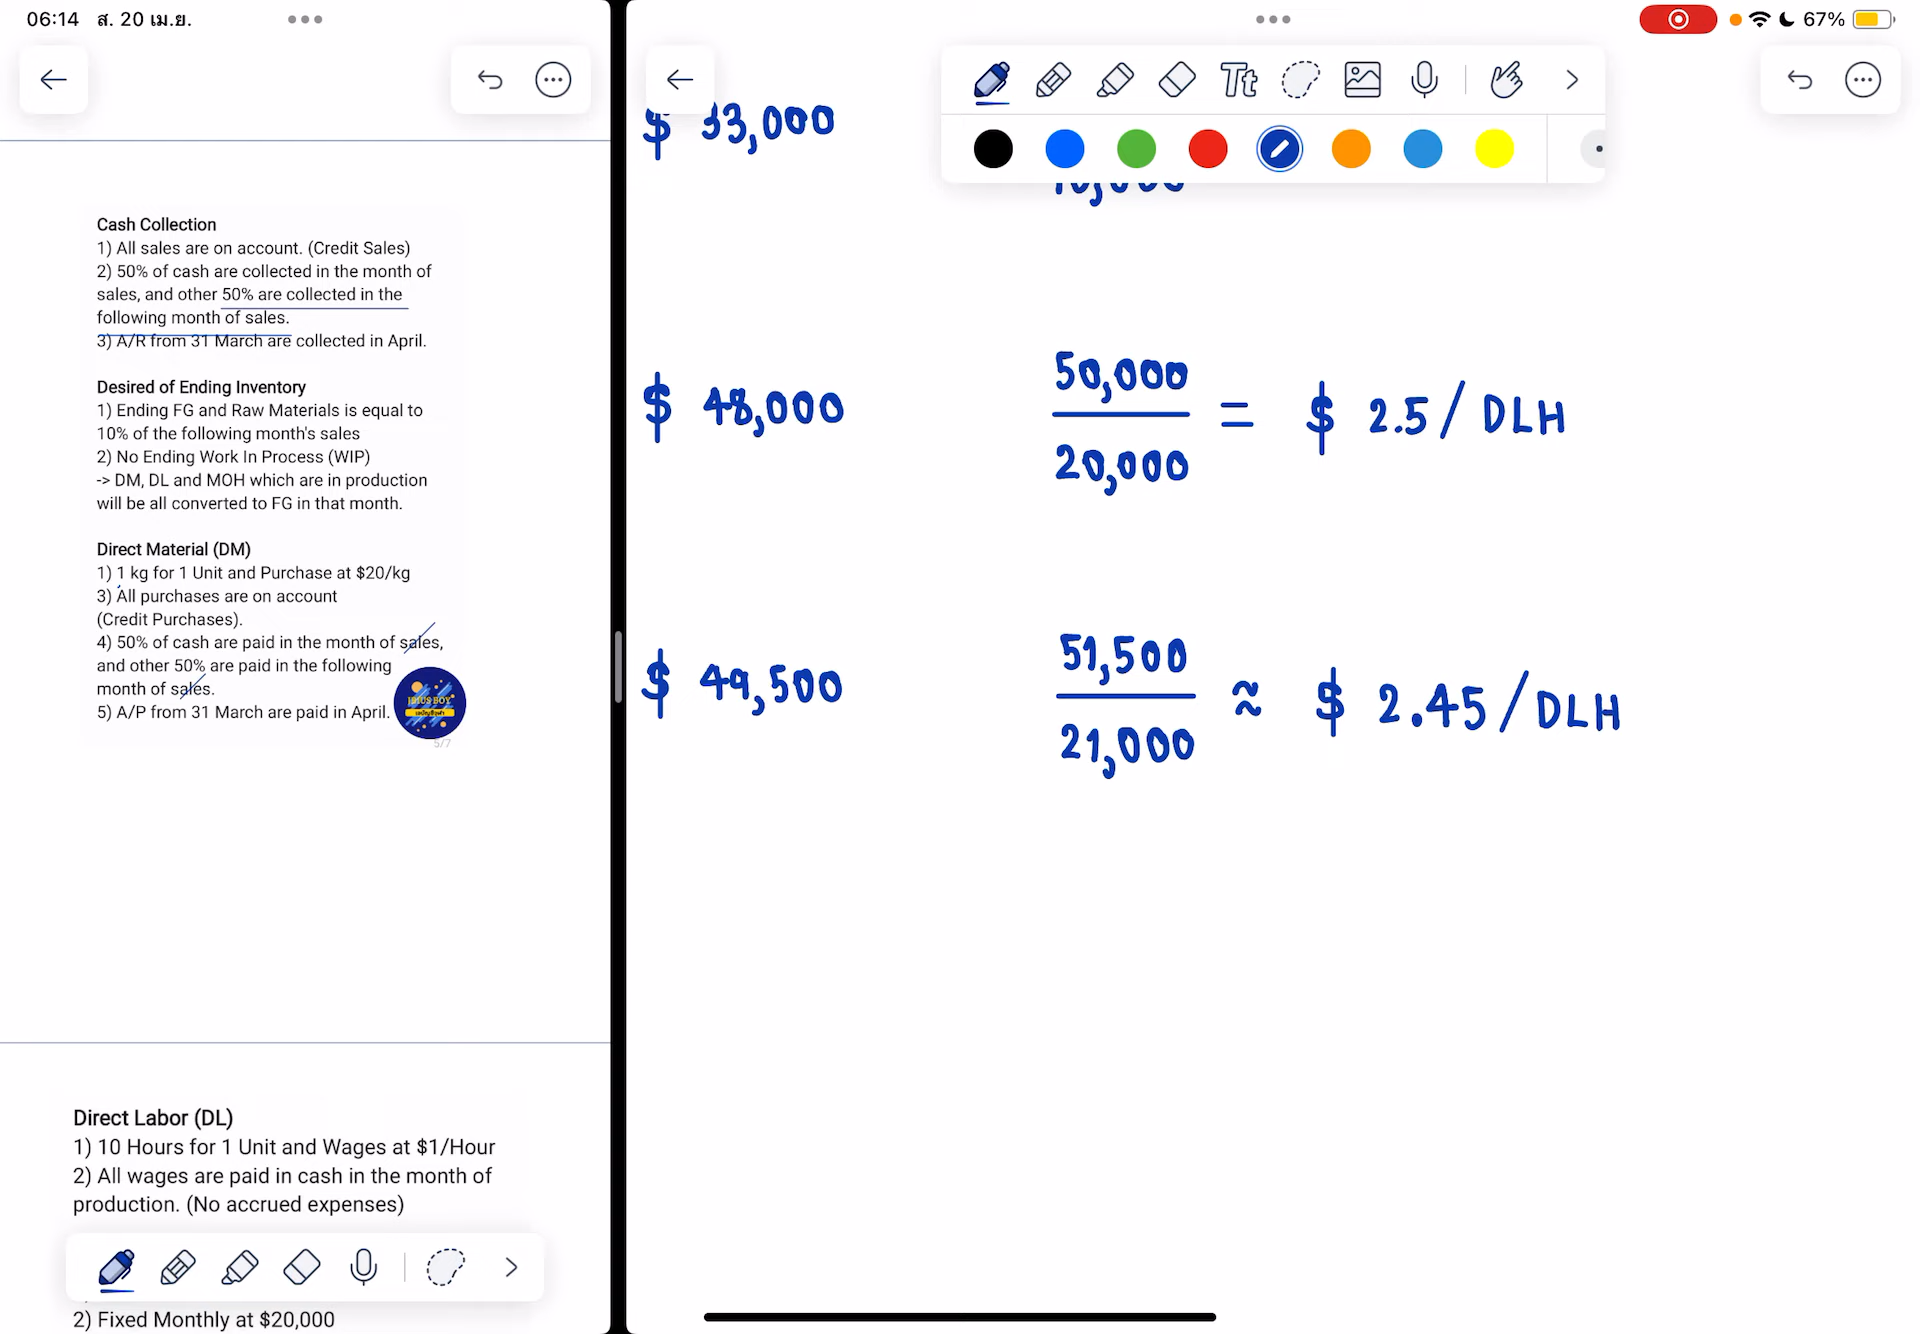 06:14 ส. 20 เม.ย.
67%
Cash Collection
1) All sales are on account. (Credit Sales)
2) 50% of cash are collected in the month of
sales, and other 50% are collected in the
following month of sales.
3) A/R from 31 March are collected in April.
Desired of Ending Inventory
1) Ending FG and Raw Materials is equal to
10% of the following month's sales
2) No Ending Work In Process (WIP)
-> DM, DL and MOH which are in production
will be all converted to FG in that month.
Direct Material (DM)
1) 1 kg for 1 Unit and Purchase at $20/kg
3) All purchases are on account
(Credit Purchases).
4) 50% of cash are paid in the month of sales,
and other 50% are paid in the following
month of sales.
5) A/P from 31 March are paid in April.
5/7
Direct Labor (DL)
1) 10 Hours for 1 Unit and Wages at $1/Hour
2) All wages are paid in cash in the month of
production. (No accrued expenses)
2) Fixed Monthly at $20,000
Tt
$ 33,000
$ 48,000
50,000
20,000
= $ 2.5 / DLH
$ 49,500
51,500
21,000
≈ $ 2.45 / DLH